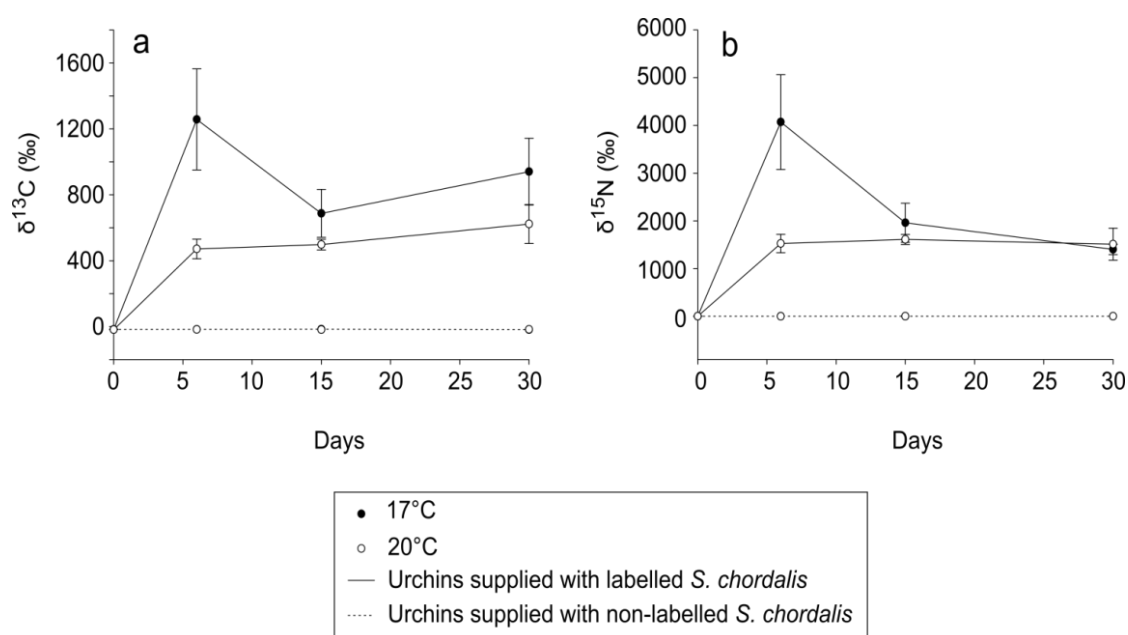 a
δ¹³C (‰)
1600
1200
800
400
0
0 5 10 15 20 25 30
Days
b
δ¹⁵N (‰)
6000
5000
4000
3000
2000
1000
0
0 5 10 15 20 25 30
Days
17°C
20°C
Urchins supplied with labelled S. chordalis
Urchins supplied with non-labelled S. chordalis